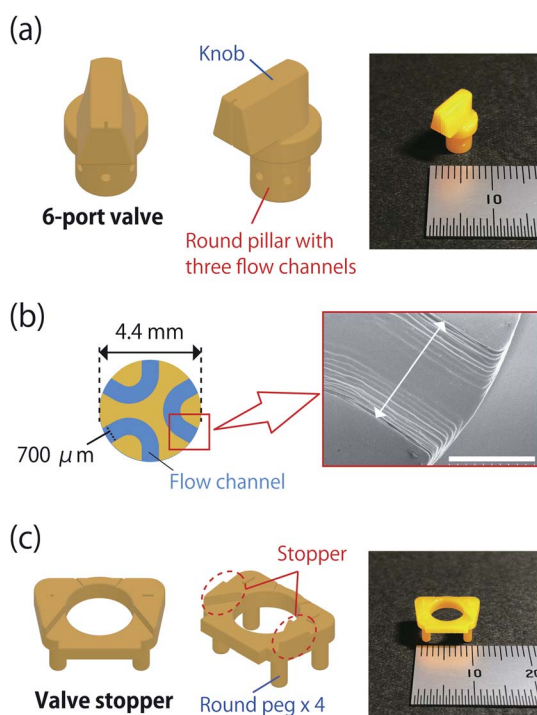 (a)
Knob
6-port valve
Round pillar with
three flow channels
10
(b)
4.4 mm
700 μm
Flow channel
(c)
Stopper
Valve stopper
Round peg x 4
10
20